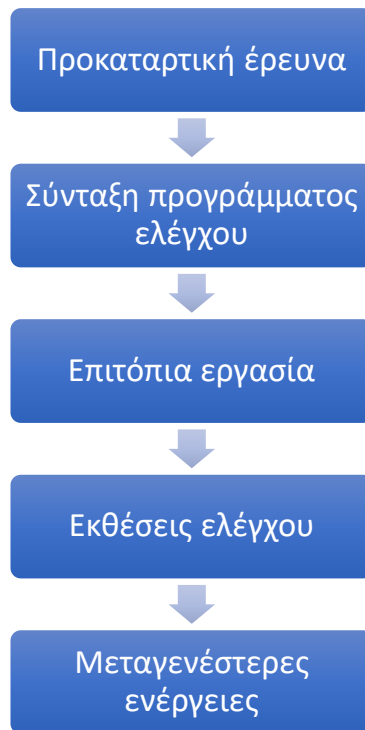 Προκαταρτική έρευνα
Σύνταξη προγράμματος
ελέγχου
Επιτόπια εργασία
Εκθέσεις ελέγχου
Μεταγενέστερες
ενέργειες